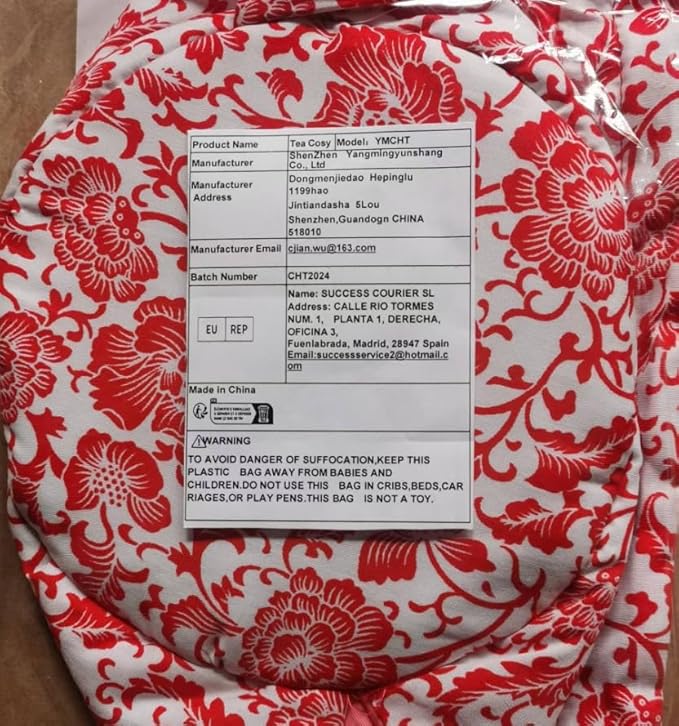 Product Name Tea Cosy Model: YMCHT
Manufacturer ShenZhen Yangmingyunshang
Co., Ltd
Manufacturer Address Dongmenjiedao Hepinglu
1199hao
Jintiandasha 5Lou
Shenzhen,Guandogn CHINA
518010
Manufacturer Email cjian.wu@163.com
Batch Number CHT2024
EU REP
Name: SUCCESS COURIER SL
Address: CALLE RIO TORMES
NUM. 1, PLANTA 1, DERECHA,
OFICINA 3,
Fuenlabrada, Madrid, 28947 Spain
Email:successservice2@hotmail.c
om
Made in China
FR
⚠WARNING
TO AVOID DANGER OF SUFFOCATION,KEEP THIS
PLASTIC BAG AWAY FROM BABIES AND
CHILDREN.DO NOT USE THIS BAG IN CRIBS,BEDS,CAR
RIAGES,OR PLAY PENS.THIS BAG IS NOT A TOY.